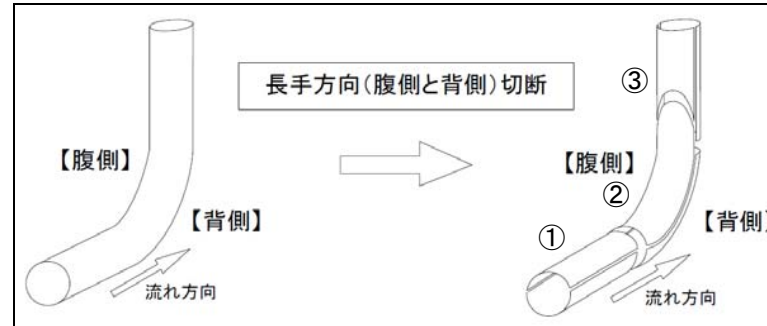 長手方向(腹側と背側)切断
【腹側】
【背側】
流れ方向
③
【腹側】
②
【背側】
①
流れ方向